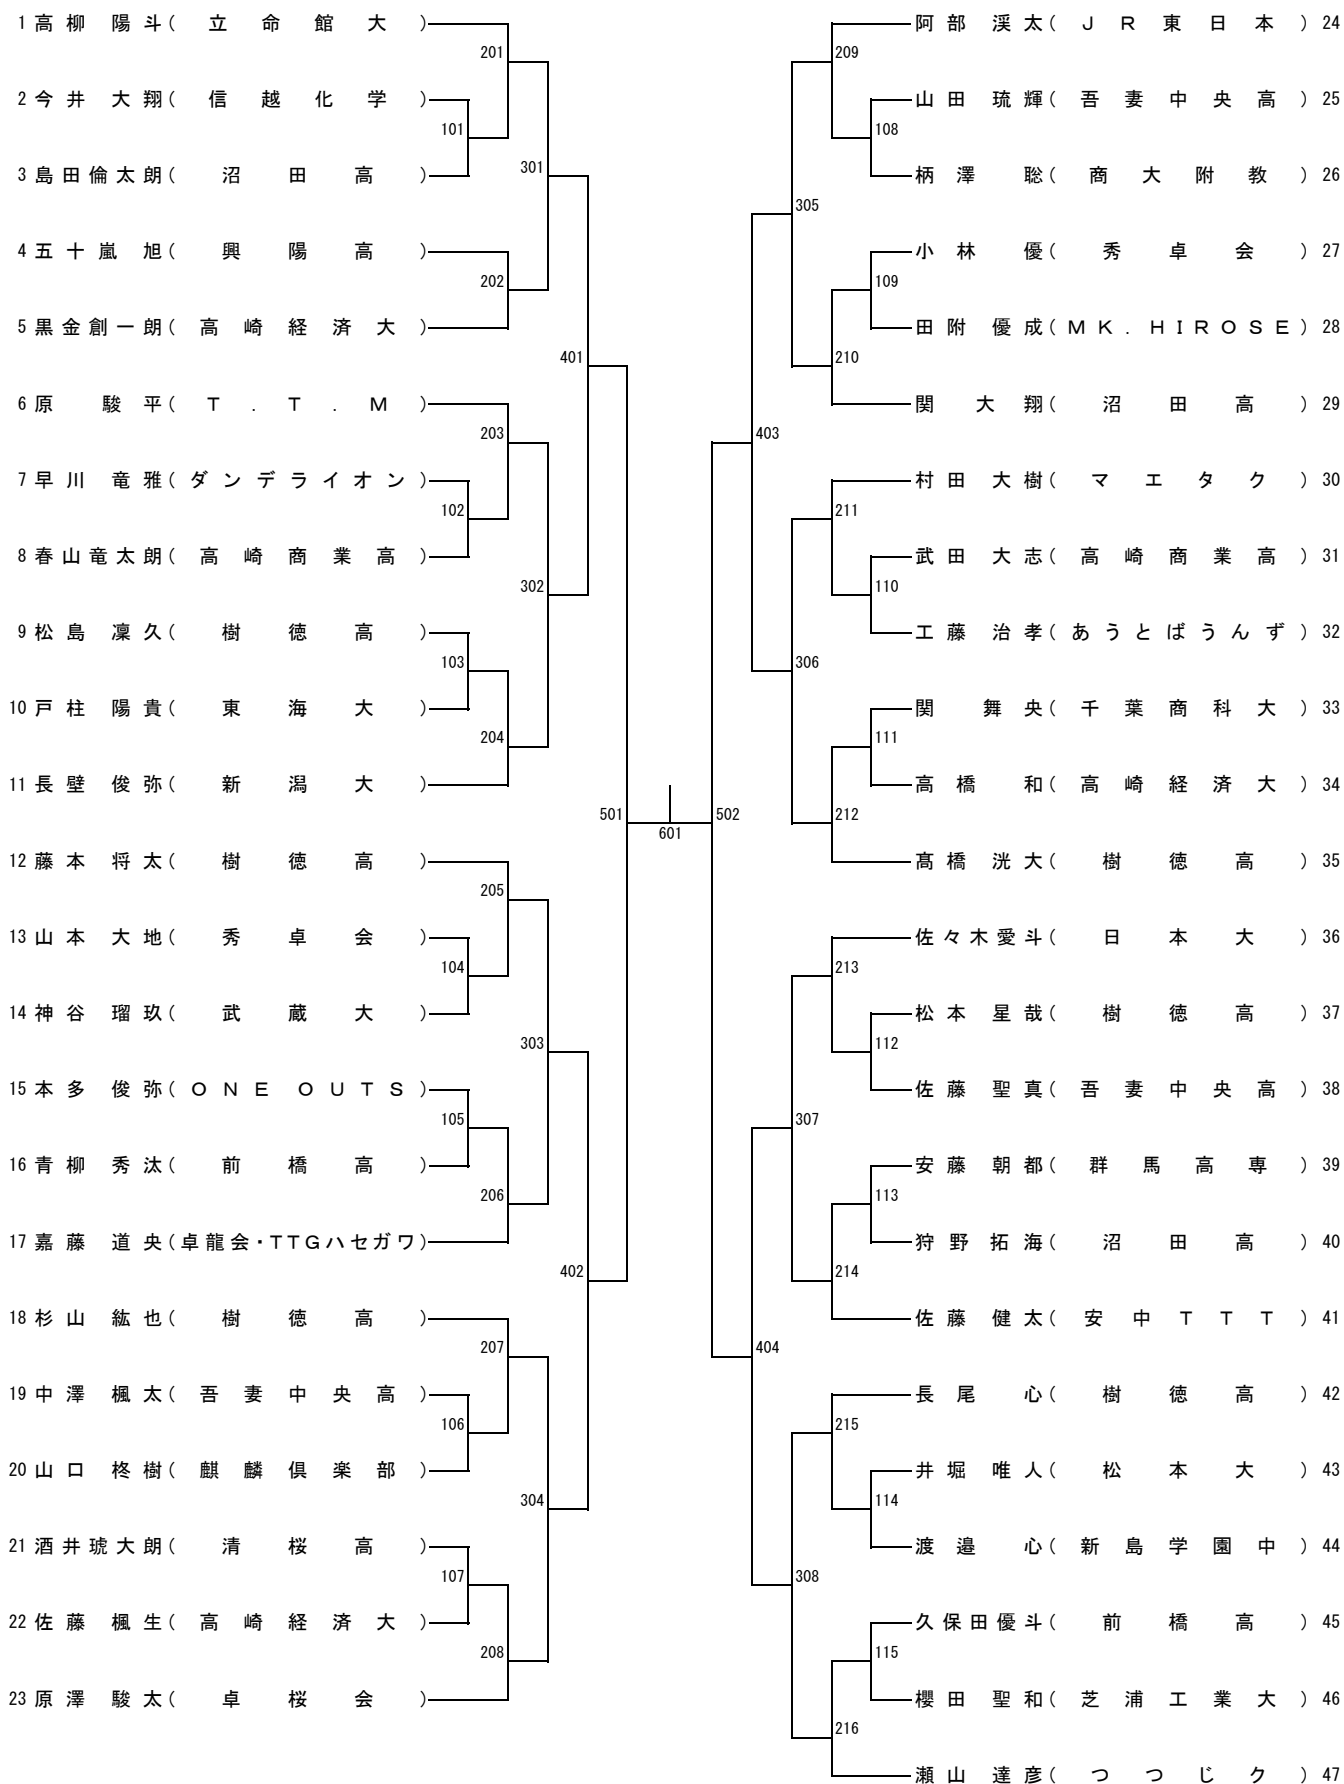 1 高柳 陽斗 ( 立命館大 )
201
2 今井 大翔 ( 信越化学 )
101
3 島田倫太朗 ( 沼田高 )
301
4 五十嵐 旭 ( 興陽高 )
202
5 黒金創一朗 ( 高崎経済大 )
401
6 原 駿平 ( T.T.M )
203
7 早川 竜雅 ( ダンデライオン )
102
8 春山竜太朗 ( 高崎商業高 )
302
9 松島 凜久 ( 樹徳高 )
103
10 戸柱 陽貴 ( 東海大 )
204
11 長壁 俊弥 ( 新潟大 )
501
12 藤本 将太 ( 樹徳高 )
205
13 山本 大地 ( 秀卓会 )
104
14 神谷 瑠玖 ( 武蔵大 )
303
15 本多 俊弥 ( ONE OUTS )
105
16 青柳 秀汰 ( 前橋高 )
206
17 嘉藤 道央 ( 卓龍会・TTGハセガワ )
402
18 杉山 紘也 ( 樹徳高 )
207
19 中澤 楓太 ( 吾妻中央高 )
106
20 山口 柊樹 ( 麒麟倶楽部 )
304
21 酒井琥大朗 ( 清桜高 )
107
22 佐藤 楓生 ( 高崎経済大 )
208
23 原澤 駿太 ( 卓桜会 )
601
阿部 渓太 ( JR東日本 ) 24
209
山田 琉輝 ( 吾妻中央高 ) 25
108
柄澤 聡 ( 商大附教 ) 26
305
小林 優 ( 秀卓会 ) 27
109
田附 優成 ( MK.HIROSE ) 28
210
関 大翔 ( 沼田高 ) 29
403
村田 大樹 ( マエタク ) 30
211
武田 大志 ( 高崎商業高 ) 31
110
工藤 治孝 ( あうとばうんず ) 32
306
関 舞央 ( 千葉商科大 ) 33
111
高橋 和 ( 高崎経済大 ) 34
212
502
髙橋 洸大 ( 樹徳高 ) 35
佐々木愛斗 ( 日本大 ) 36
213
松本 星哉 ( 樹徳高 ) 37
112
佐藤 聖真 ( 吾妻中央高 ) 38
307
安藤 朝都 ( 群馬高専 ) 39
113
狩野 拓海 ( 沼田高 ) 40
214
佐藤 健太 ( 安中TTT ) 41
404
長尾 心 ( 樹徳高 ) 42
215
井堀 唯人 ( 松本大 ) 43
114
渡邉 心 ( 新島学園中 ) 44
308
久保田優斗 ( 前橋高 ) 45
115
櫻田 聖和 ( 芝浦工業大 ) 46
216
瀬山 達彦 ( つつじク ) 47